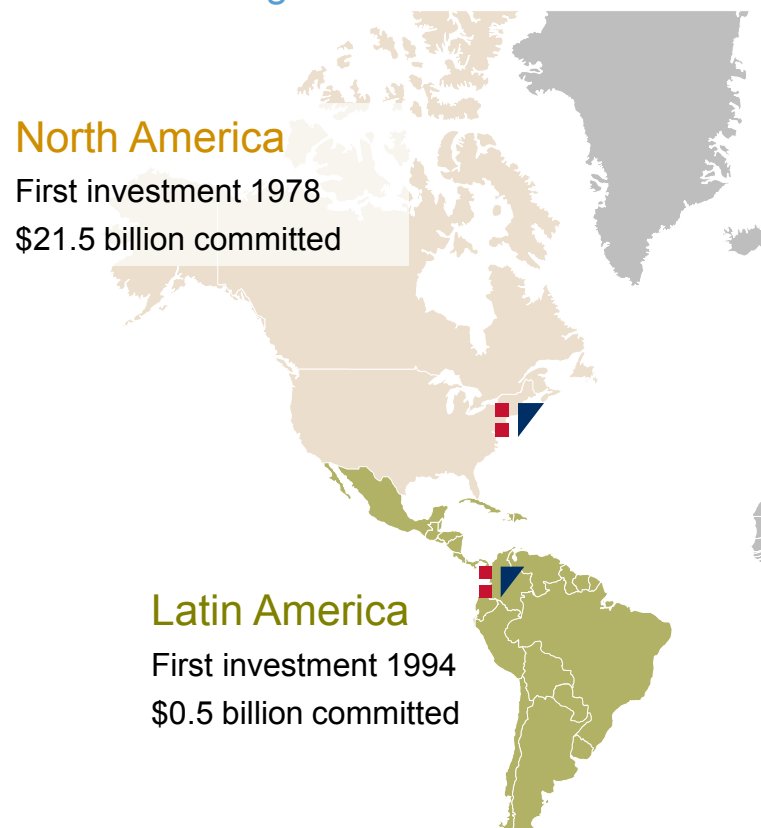 North America
First investment 1978
$21.5 billion committed
Latin America
First investment 1994
$0.5 billion committed